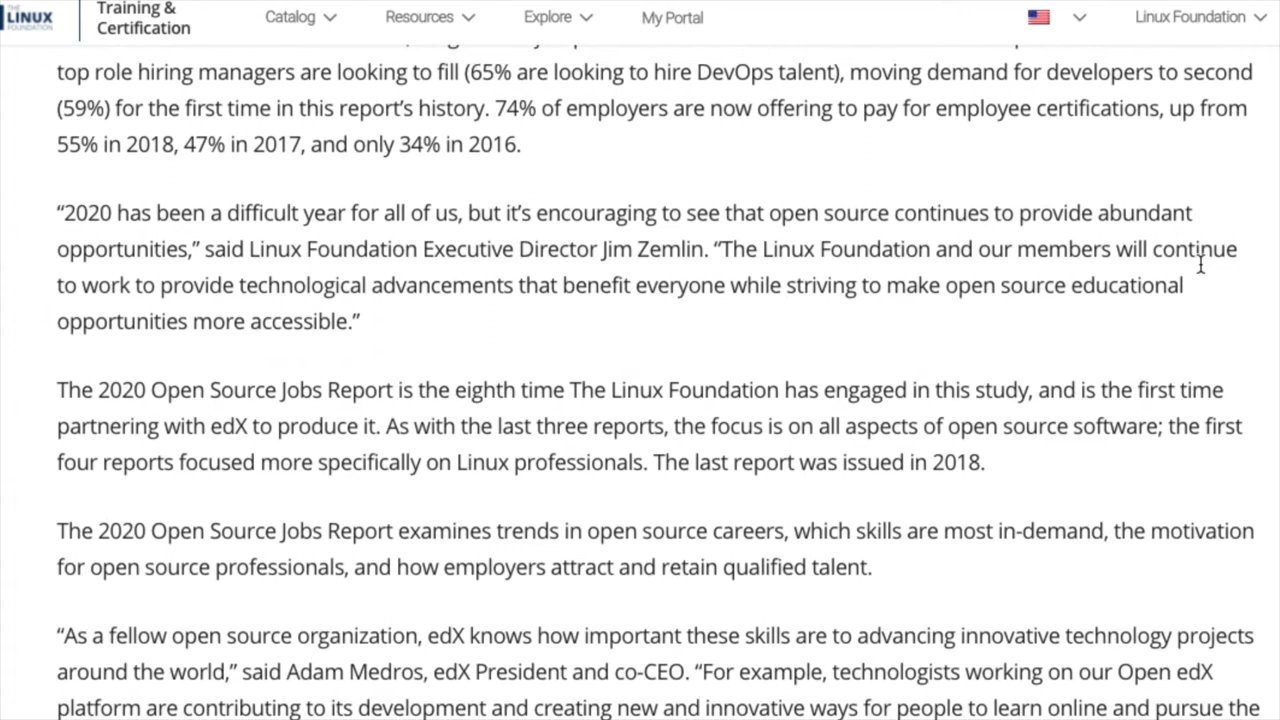 THE
LINUX
FOUNDATION
Training &
Certification
Catalog
Resources
Explore
My Portal
Linux Foundation
top role hiring managers are looking to fill (65% are looking to hire DevOps talent), moving demand for developers to second
(59%) for the first time in this report’s history. 74% of employers are now offering to pay for employee certifications, up from
55% in 2018, 47% in 2017, and only 34% in 2016.
“2020 has been a difficult year for all of us, but it’s encouraging to see that open source continues to provide abundant
opportunities,” said Linux Foundation Executive Director Jim Zemlin. “The Linux Foundation and our members will continue
to work to provide technological advancements that benefit everyone while striving to make open source educational
opportunities more accessible.”
The 2020 Open Source Jobs Report is the eighth time The Linux Foundation has engaged in this study, and is the first time
partnering with edX to produce it. As with the last three reports, the focus is on all aspects of open source software; the first
four reports focused more specifically on Linux professionals. The last report was issued in 2018.
The 2020 Open Source Jobs Report examines trends in open source careers, which skills are most in-demand, the motivation
for open source professionals, and how employers attract and retain qualified talent.
“As a fellow open source organization, edX knows how important these skills are to advancing innovative technology projects
around the world,” said Adam Medros, edX President and co-CEO. “For example, technologists working on our Open edX
platform are contributing to its development and creating new and innovative ways for people to learn online and pursue the